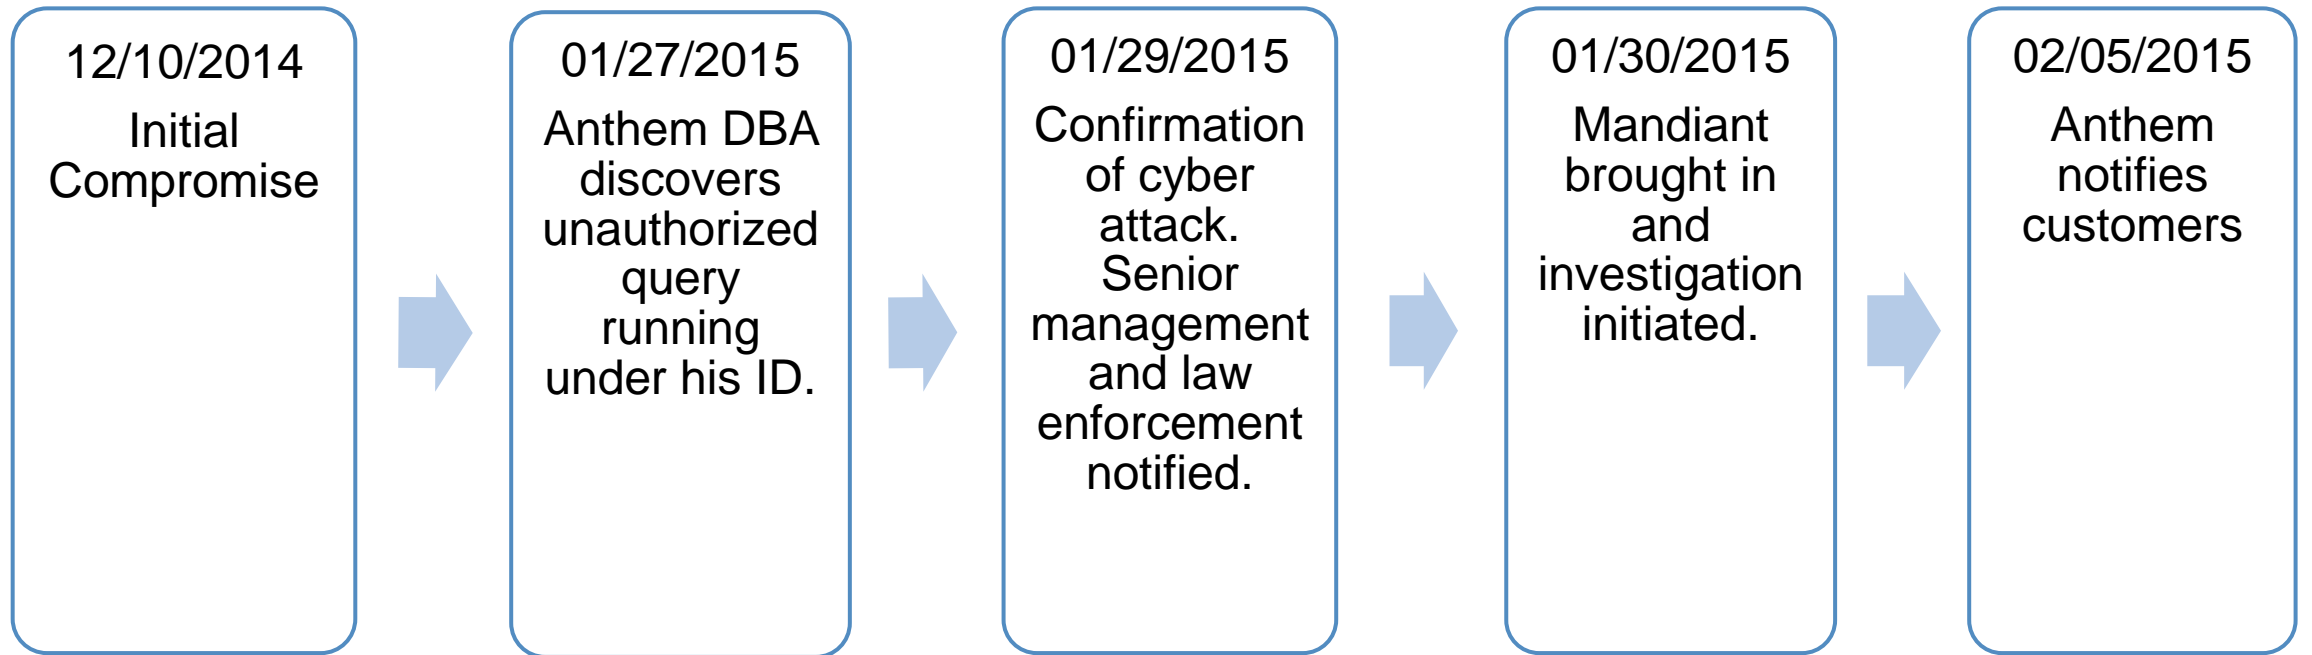 12/10/2014
Initial
Compromise
01/27/2015
Anthem DBA
discovers
unauthorized
query
running
under his ID.
01/29/2015
Confirmation
of cyber
attack.
Senior
management
and law
enforcement
notified.
01/30/2015
Mandiant
brought in
and
investigation
initiated.
02/05/2015
Anthem
notifies
customers